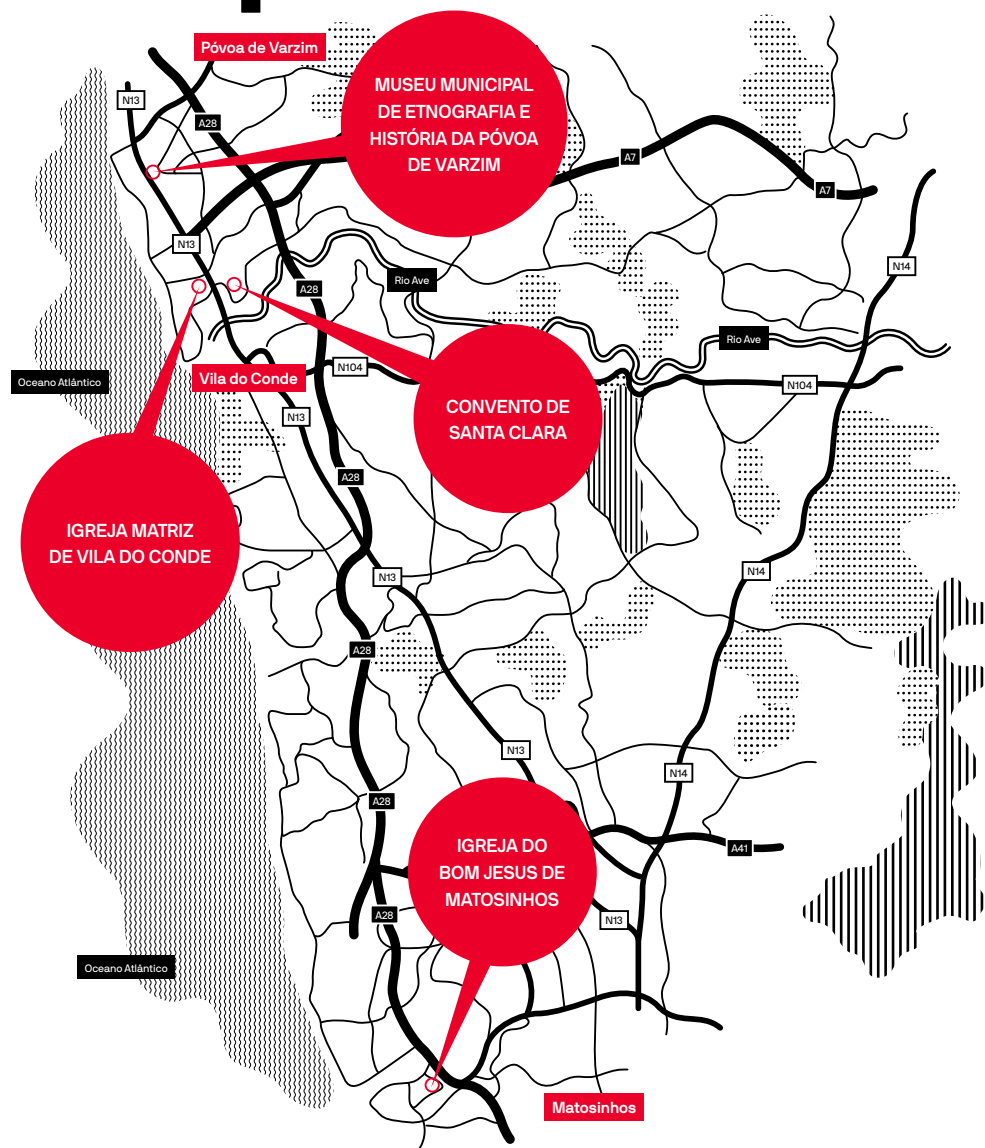 Póvoa de Varzim
MUSEU MUNICIPAL
DE ETNOGRAFIA E
HISTÓRIA DA PÓVOA
DE VARZIM
N13
A28
A7
A7
N13
N14
Rio Ave
A28
Rio Ave
Oceano Atlântico
Vila do Conde
N104
N104
N13
CONVENTO DE
SANTA CLARA
A28
IGREJA MATRIZ
DE VILA DO CONDE
N13
N14
A28
N13
N14
A28
IGREJA DO
BOM JESUS DE
MATOSINHOS
A41
A28
N13
Oceano Atlântico
Matosinhos